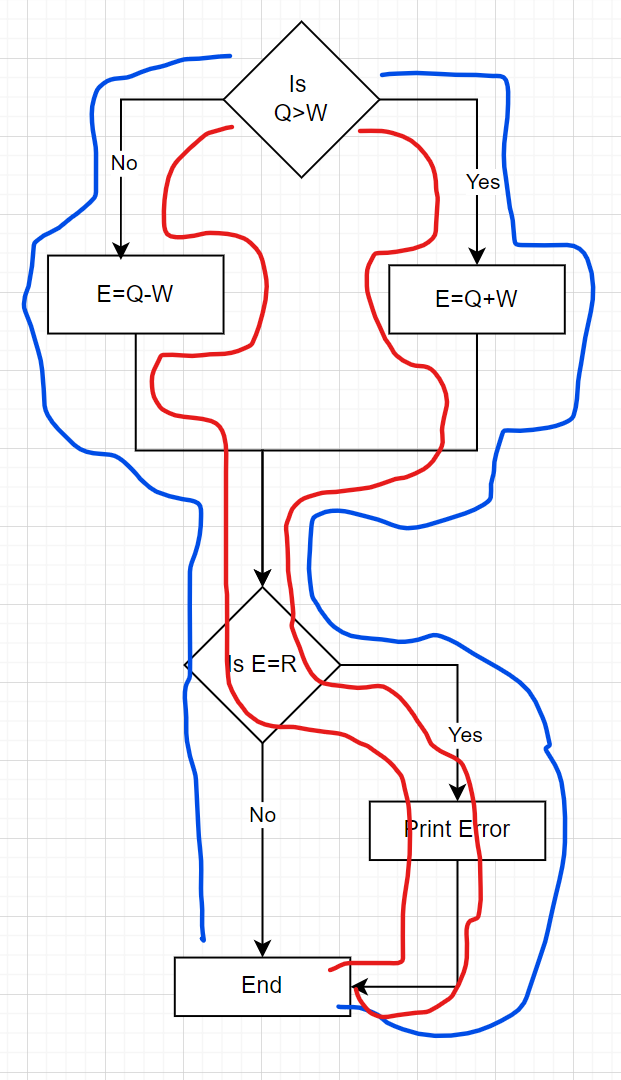 Is
Q>W
No
Yes
E=Q-W
E=Q+W
Is E=R
Yes
No
Print Error
End